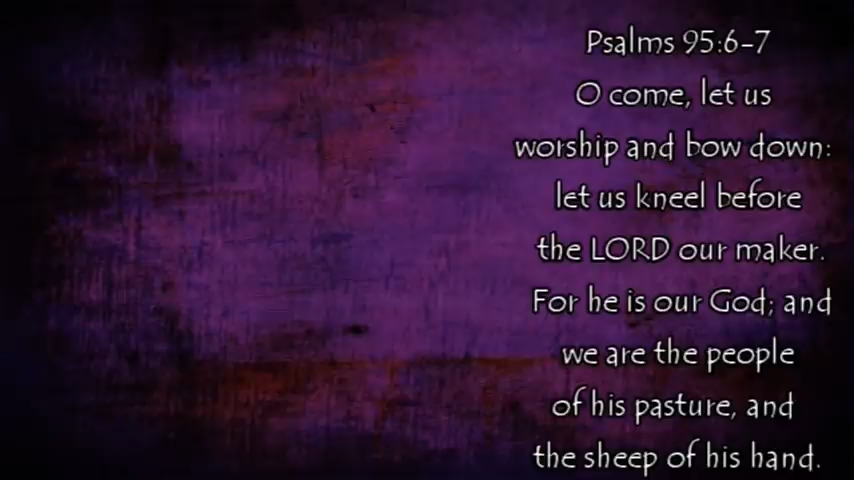 Psalms 95:6-7
O come, let us
worship and bow down:
let us kneel before
the LORD our maker.
For he is our God; and
we are the people
of his pasture, and
the sheep of his hand.